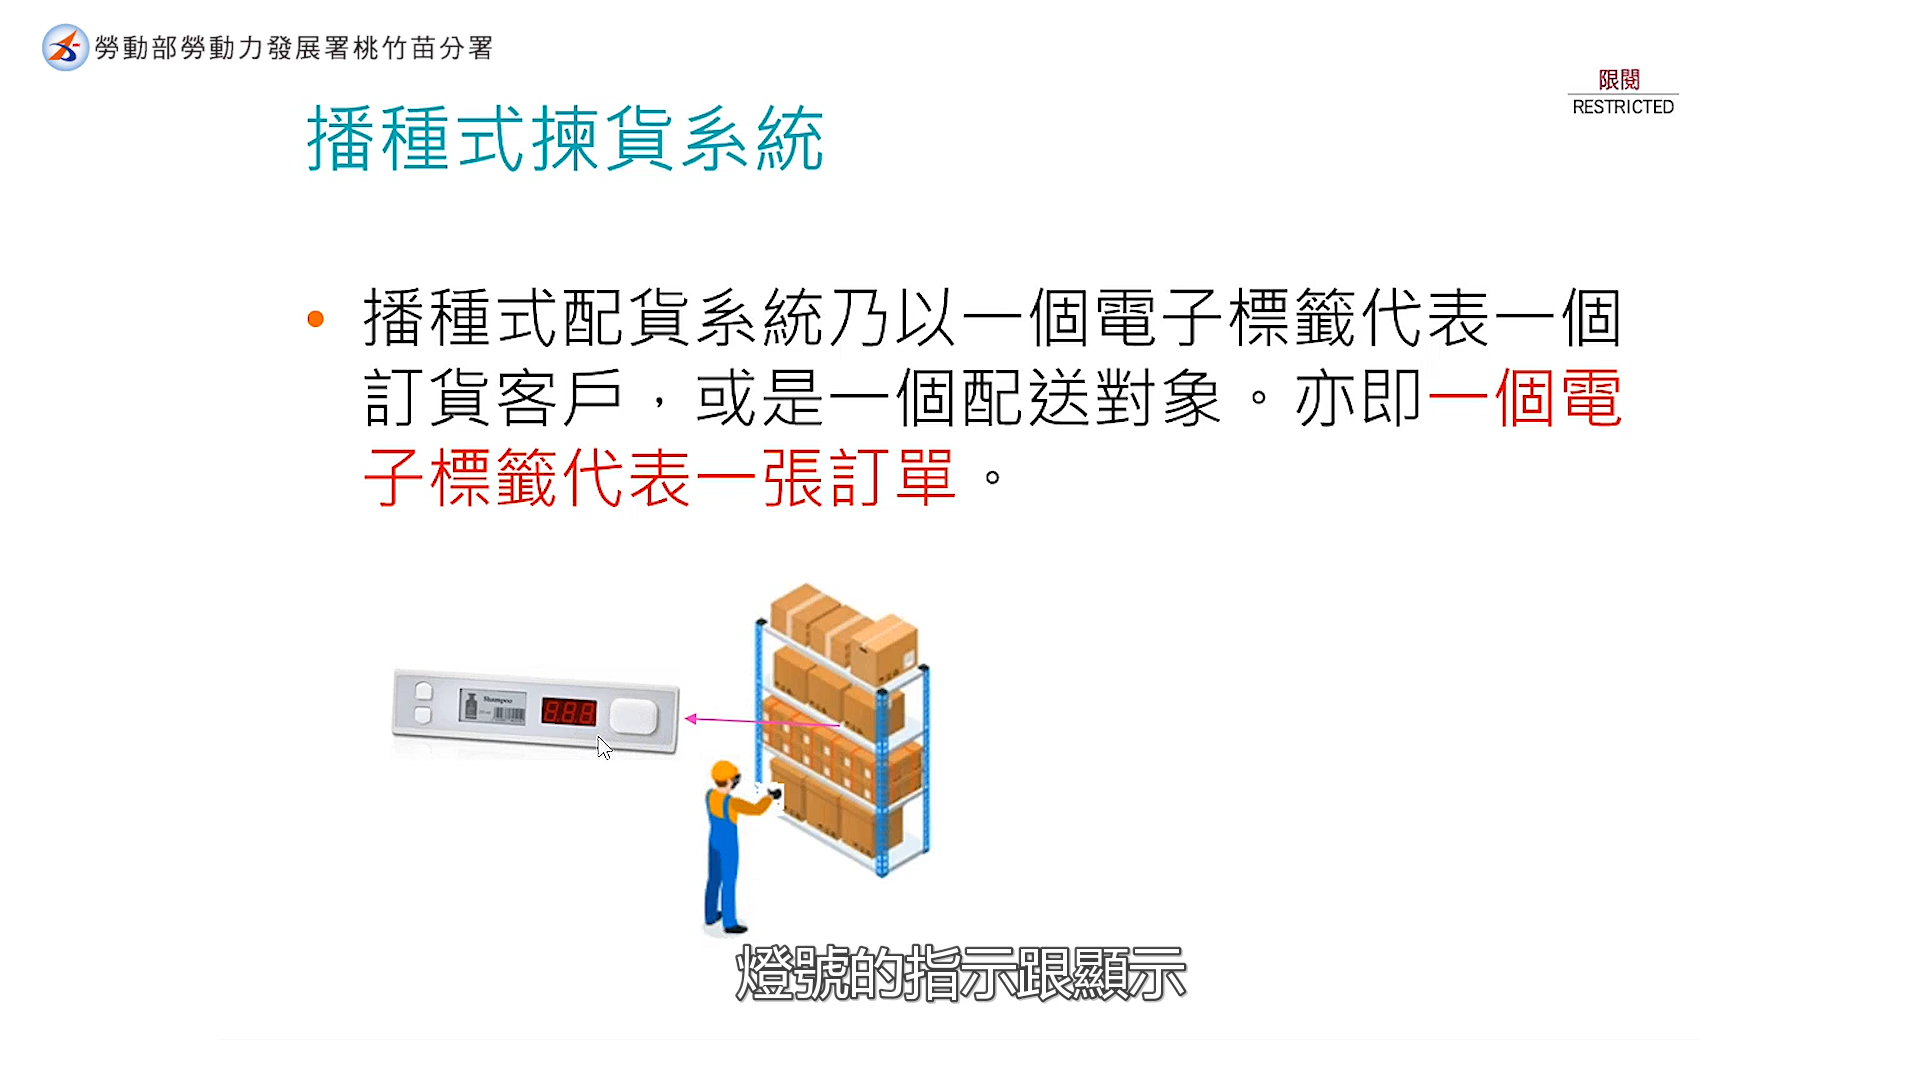 勞動部勞動力發展署桃竹苗分署
限閱
RESTRICTED
播種式揀貨系統
• 播種式配貨系統乃以一個電子標籤代表一個
訂貨客戶，或是一個配送對象。亦即一個電
子標籤代表一張訂單。
Shampoo
888
燈號的指示跟顯示